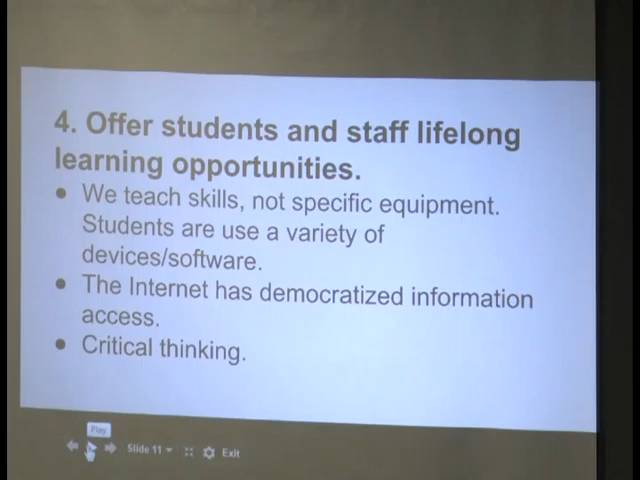 4. Offer students and staff lifelong
learning opportunities.
● We teach skills, not specific equipment.
Students are use a variety of
devices/software.
● The Internet has democratized information
access.
● Critical thinking.
Play
Slide 11
Exit